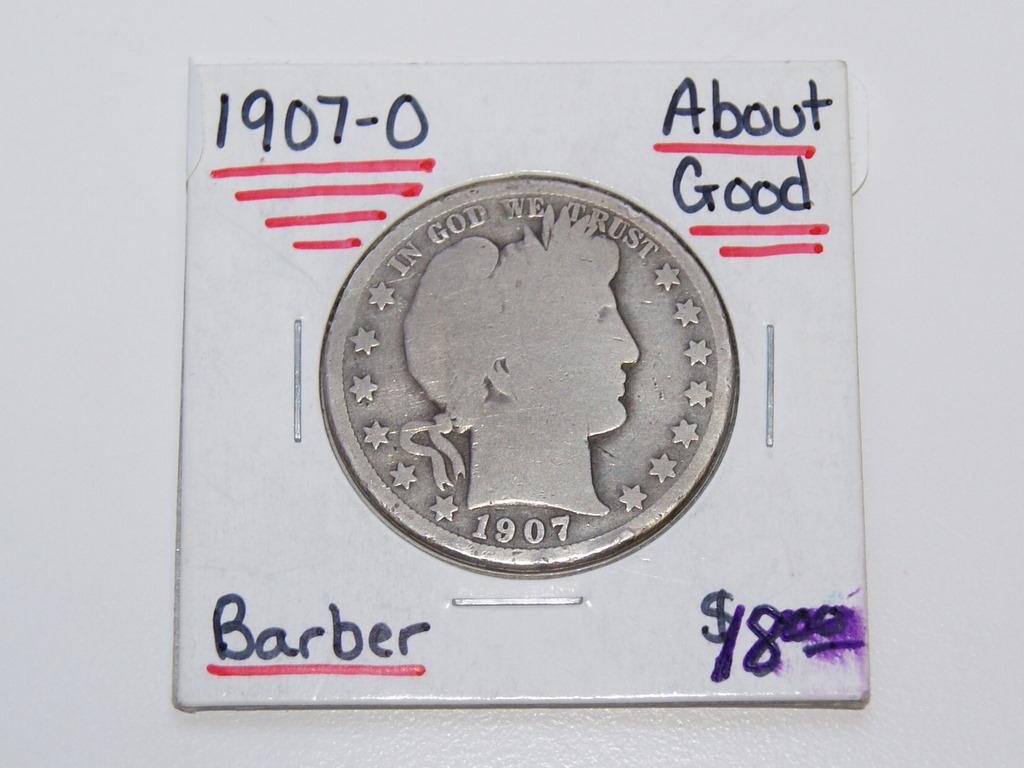 1907-O
About
Good
IN GOD WE TRUST
1907
Barber
$18.00